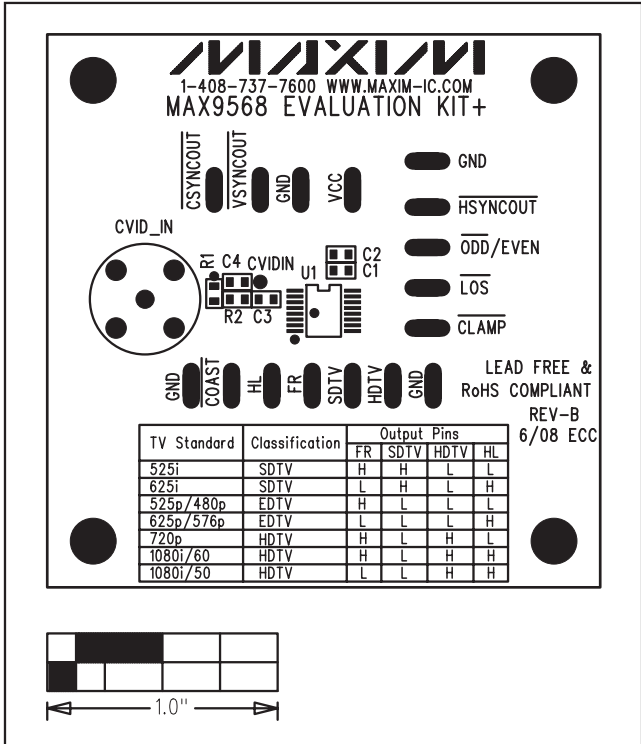 MAXIM
1-408-737-7600 WWW.MAXIM-IC.COM
MAX9568 EVALUATION KIT+
CSYNCOUT
VSYNCOUT
GND
VCC
GND
HSYNCOUT
ODD/EVEN
LOS
CLAMP
CVID_IN
R1
C4
CVIDIN
U1
C2
C1
R2
C3
GND
COAST
HL
FR
SDTV
HDTV
GND
LEAD FREE &
RoHS COMPLIANT
REV-B
6/08 ECC
TV Standard Classification Output Pins
FR SDTV HDTV HL
525i SDTV H H L L
625i SDTV L H L H
525p/480p EDTV H L L L
625p/576p EDTV L L L H
720p HDTV H L H L
1080i/60 HDTV H L H H
1080i/50 HDTV L L H H
1.0"